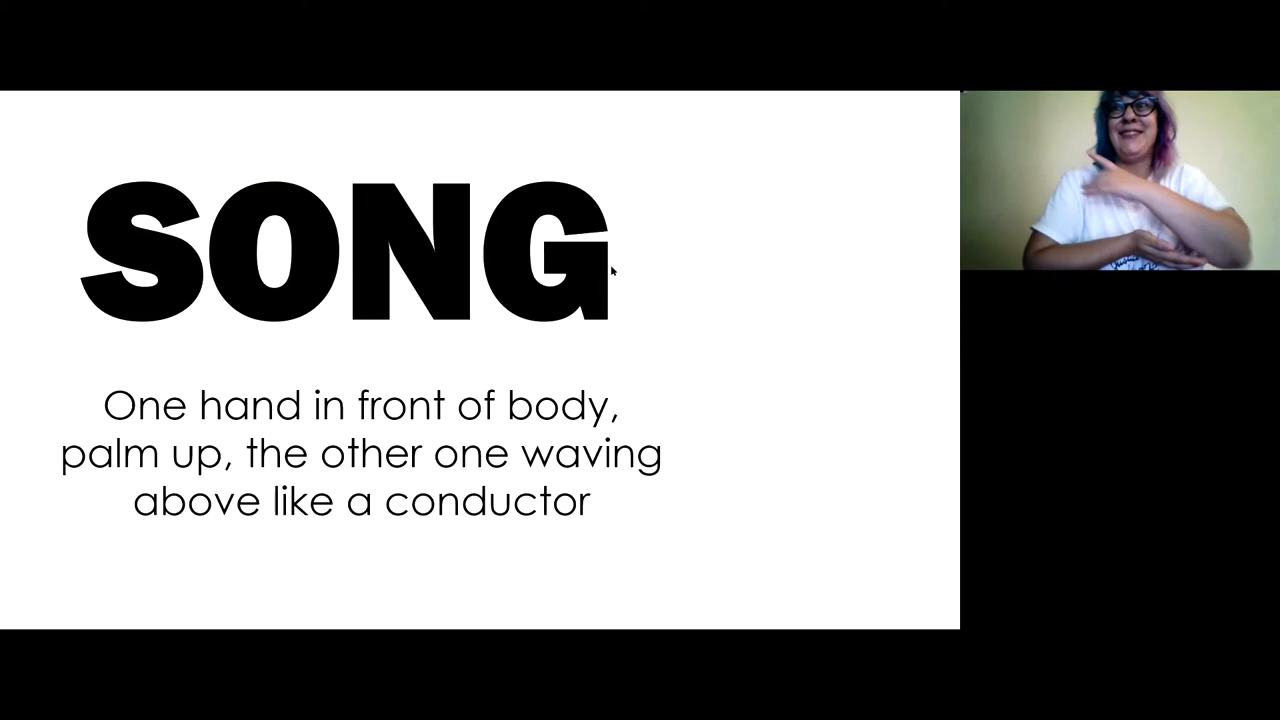 SONG
One hand in front of body,
palm up, the other one waving
above like a conductor